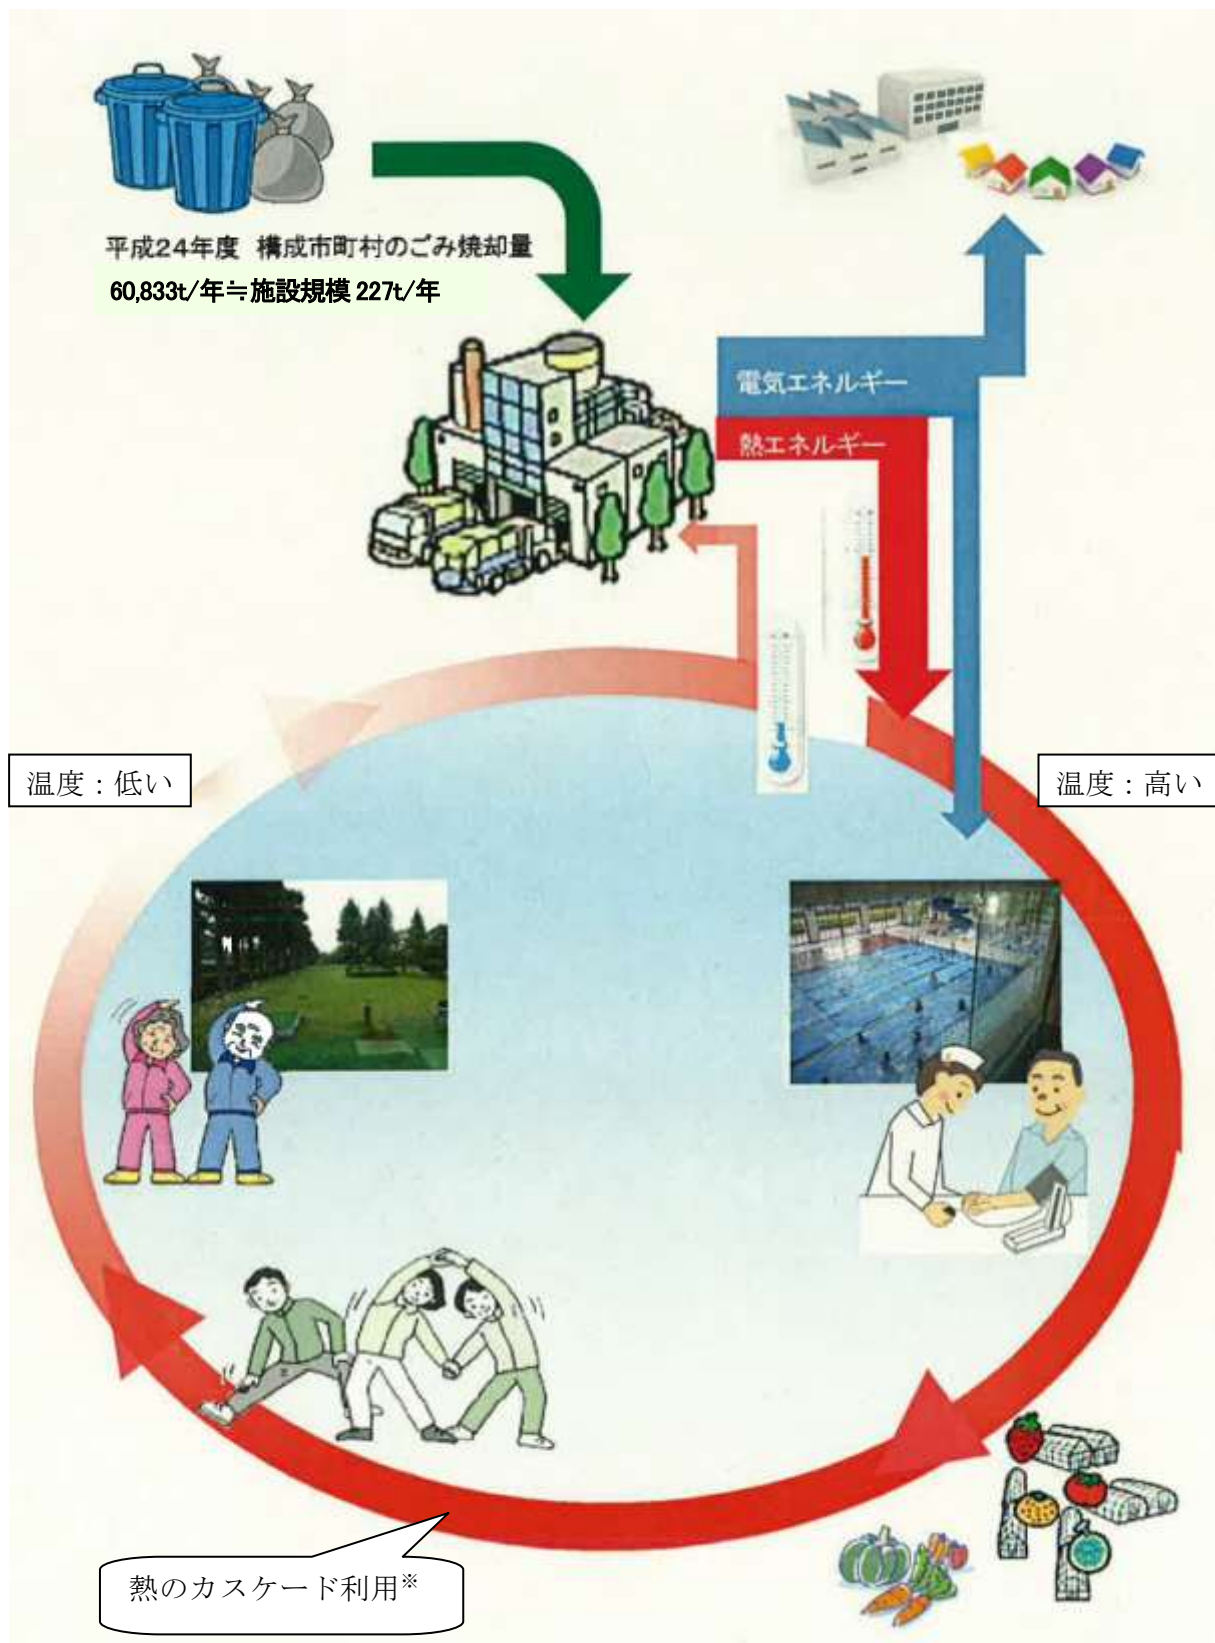 平成24年度 構成市町村のごみ焼却量
60,833t/年≒施設規模 227t/年
電気エネルギー
熱エネルギー
温度：低い
温度：高い
熱のカスケード利用※